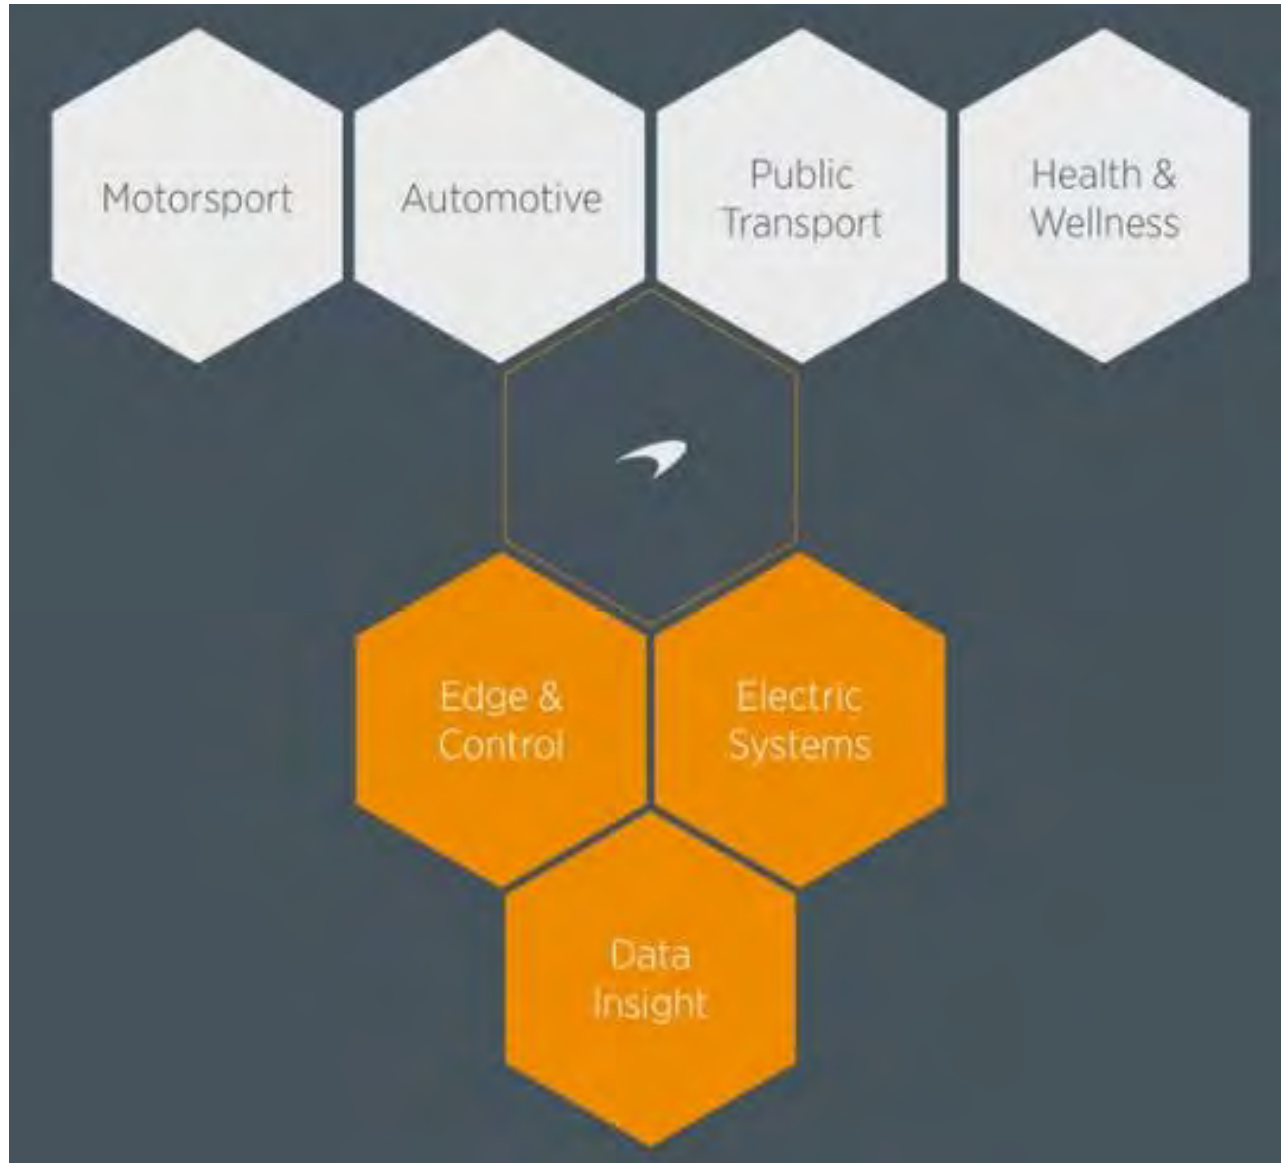 Motorsport
Automotive
Public
Transport
Health &
Wellness
Edge &
Control
Electric
Systems
Data
Insight